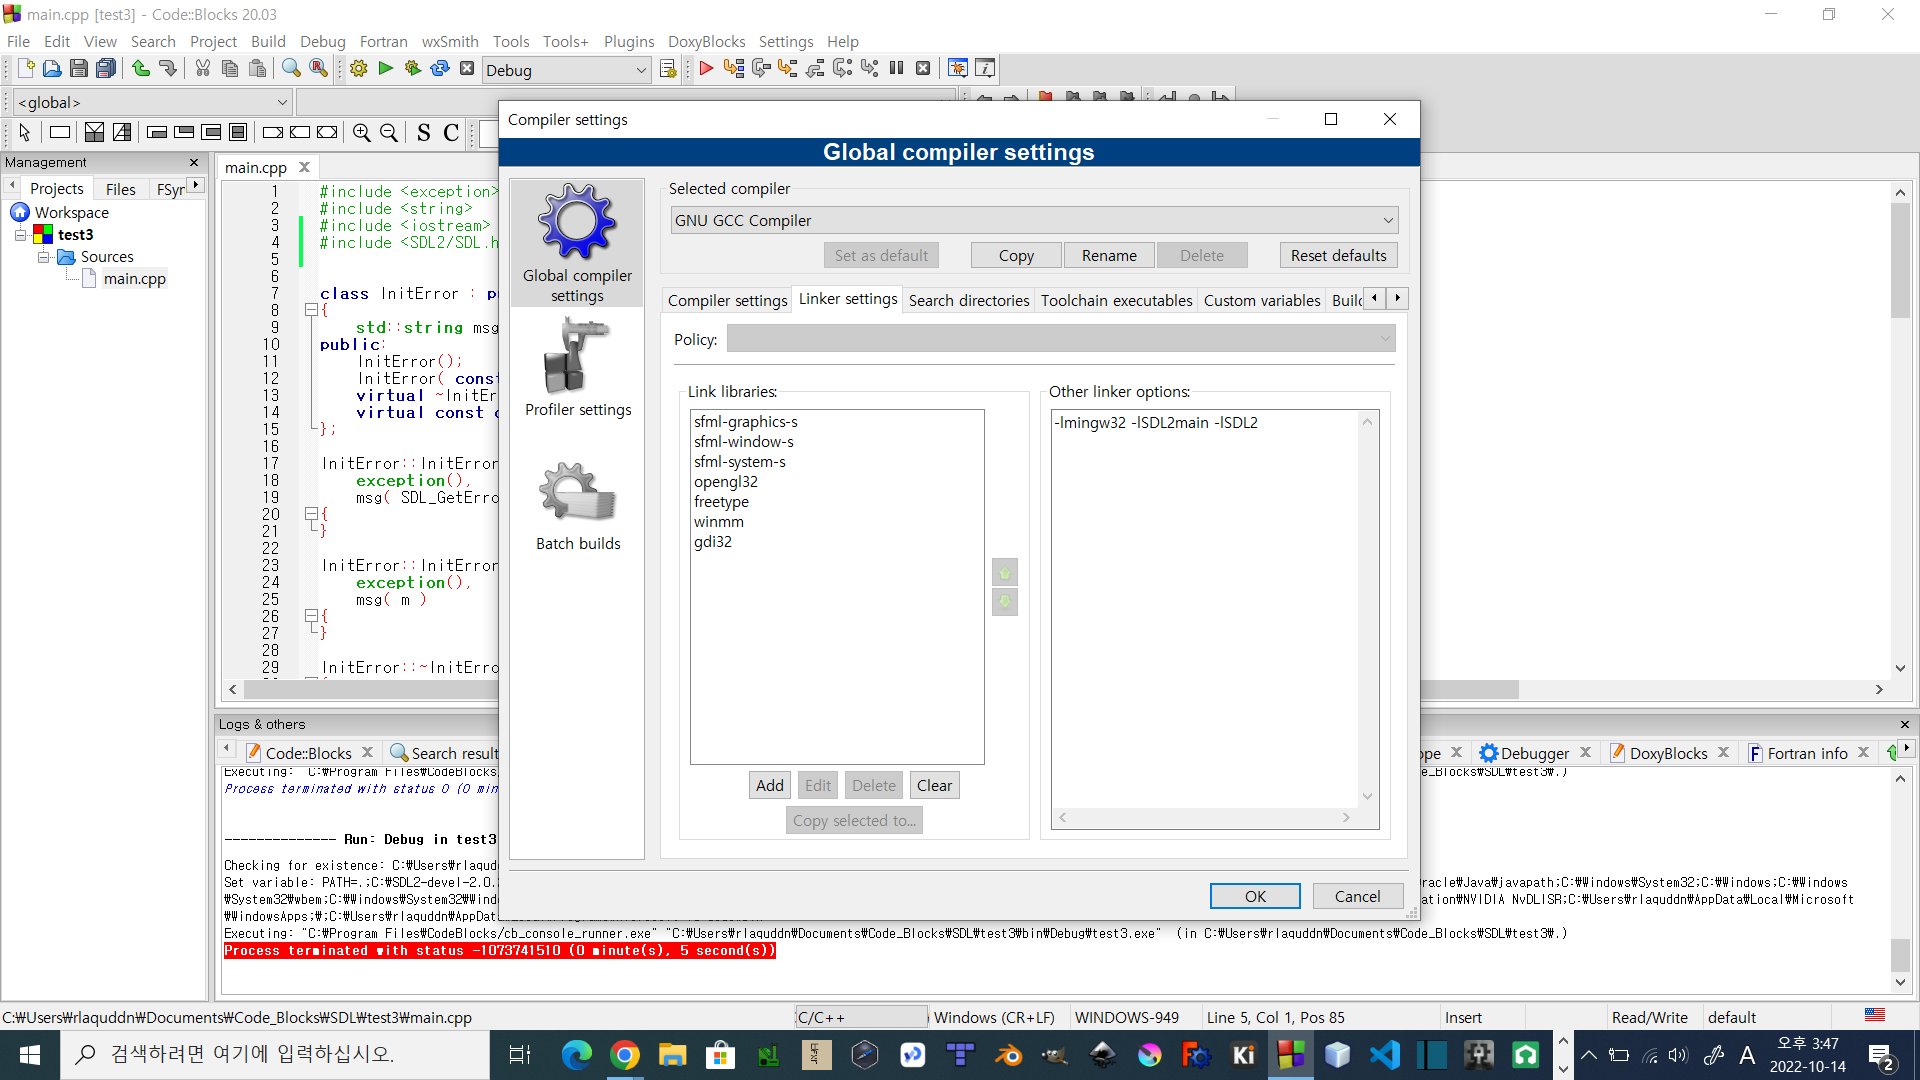 main.cpp [test3] - Code::Blocks 20.03
File Edit View Search Project Build Debug Fortran wxSmith Tools Tools+ Plugins DoxyBlocks Settings Help
Debug
<global>
S C
Management
Projects Files FSyr
Workspace
test3
Sources
main.cpp
main.cpp
1 #include <exception>
2 #include <string>
3 #include <iostream>
4 #include <SDL2/SDL.h
5
6
7 class InitError : pu
8 {
9 std::string msg
10 public:
11 InitError();
12 InitError( const
13 virtual ~InitErr
14 virtual const c
15 };
16
17 InitError::InitError
18 exception(),
19 msg( SDL_GetErro
20 {
21 }
22
23 InitError::InitError
24 exception(),
25 msg( m )
26 {
27 }
28
29 InitError::~InitErro
Compiler settings
Global compiler settings
Global compiler
settings
Profiler settings
Batch builds
Selected compiler
GNU GCC Compiler
Set as default Copy Rename Delete Reset defaults
Compiler settings Linker settings Search directories Toolchain executables Custom variables Builc
Policy:
Link libraries:
sfml-graphics-s
sfml-window-s
sfml-system-s
opengl32
freetype
winmm
gdi32
Add Edit Delete Clear
Copy selected to...
Other linker options:
-lmingw32 -lSDL2main -lSDL2
OK Cancel
Logs & others
Code::Blocks Search result ope Debugger DoxyBlocks Fortran info
Executing: "C:₩Program Files₩CodeBlocks/ de_Blocks₩SDL₩test3₩.)
Process terminated with status 0 (0 min
-------------- Run: Debug in test3
Checking for existence: C:₩Users₩rlaqudd
Set variable: PATH=.;C:₩SDL2-devel-2.0. racle₩Java₩javapath;C:₩Windows₩System32;C:₩Windows;C:₩Windows
₩System32₩wbem;C:₩Windows₩System32₩Wind ation₩NVIDIA NvDLISR;C:₩Users₩rlaquddn₩AppData₩Local₩Microsoft
₩WindowsApps;₩;C:₩Users₩rlaquddn₩AppDat
Executing: "C:₩Program Files₩CodeBlocks/cb_console_runner.exe" "C:₩Users₩rlaquddn₩Documents₩Code_Blocks₩SDL₩test3₩bin₩Debug₩test3.exe" (in C:₩Users₩rlaquddn₩Documents₩Code_Blocks₩SDL₩test3₩.)
Process terminated with status -1073741510 (0 minute(s), 5 second(s))
C:₩Users₩rlaquddn₩Documents₩Code_Blocks₩SDL₩test3₩main.cpp C/C++ Windows (CR+LF) WINDOWS-949 Line 5, Col 1, Pos 85 Insert Read/Write default
검색하려면 여기에 입력하십시오.
Ki
A
오후 3:47
2022-10-14
2